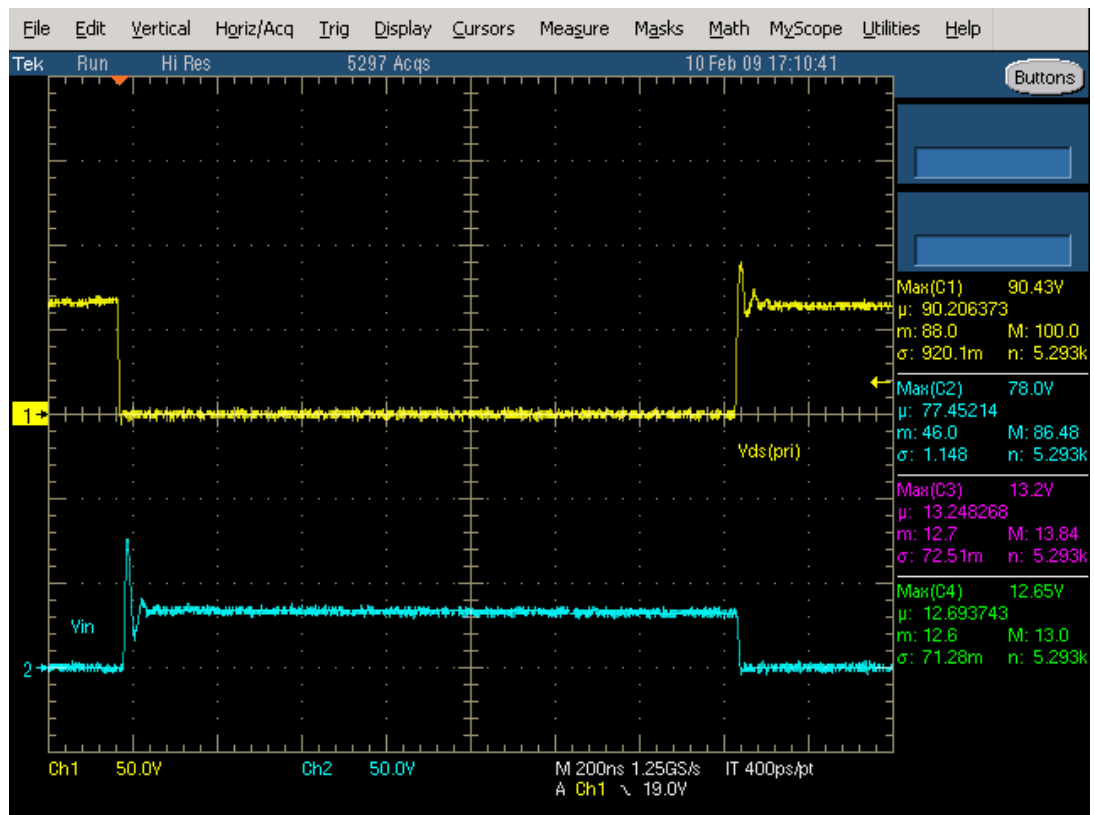 File Edit Vertical Horiz/Acq Trig Display Cursors Measure Masks Math MyScope Utilities Help
Tek Run Hi Res 5297 Acqs 10 Feb 09 17:10:41
Buttons
Max(C1) 90.43V
µ: 90.206373
m: 88.0 M: 100.0
σ: 920.1m n: 5.293k
Max(C2) 78.0V
µ: 77.45214
m: 46.0 M: 86.48
σ: 1.148 n: 5.293k
Max(C3) 13.2V
µ: 13.248268
m: 12.7 M: 13.84
σ: 72.51m n: 5.293k
Max(C4) 12.65V
µ: 12.693743
m: 12.6 M: 13.0
σ: 71.28m n: 5.293k
1
Vds(pri)
Vin
2
Ch1 50.0V Ch2 50.0V M 200ns 1.25GS/s IT 400ps/pt
A Ch1 19.0V